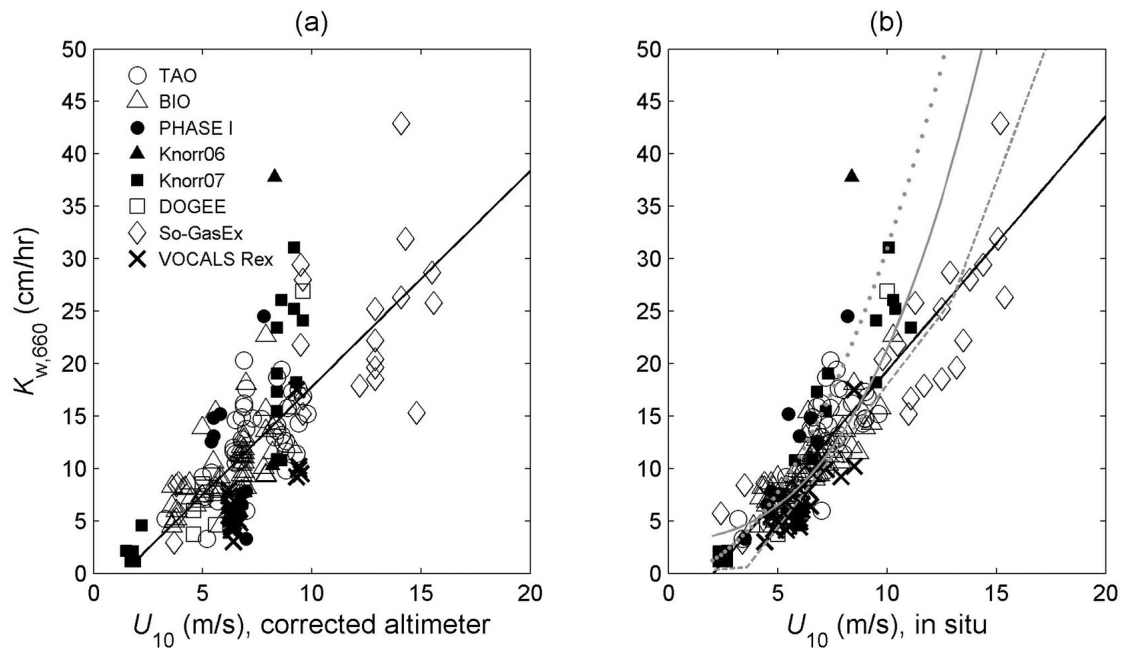 (a)
(b)
K_w,660 (cm/hr)
50
45
40
35
30
25
20
15
10
5
0
TAO
BIO
PHASE I
Knorr06
Knorr07
DOGEE
So-GasEx
VOCALS Rex
0 5 10 15 20
U_10 (m/s), corrected altimeter
50
45
40
35
30
25
20
15
10
5
0
0 5 10 15 20
U_10 (m/s), in situ